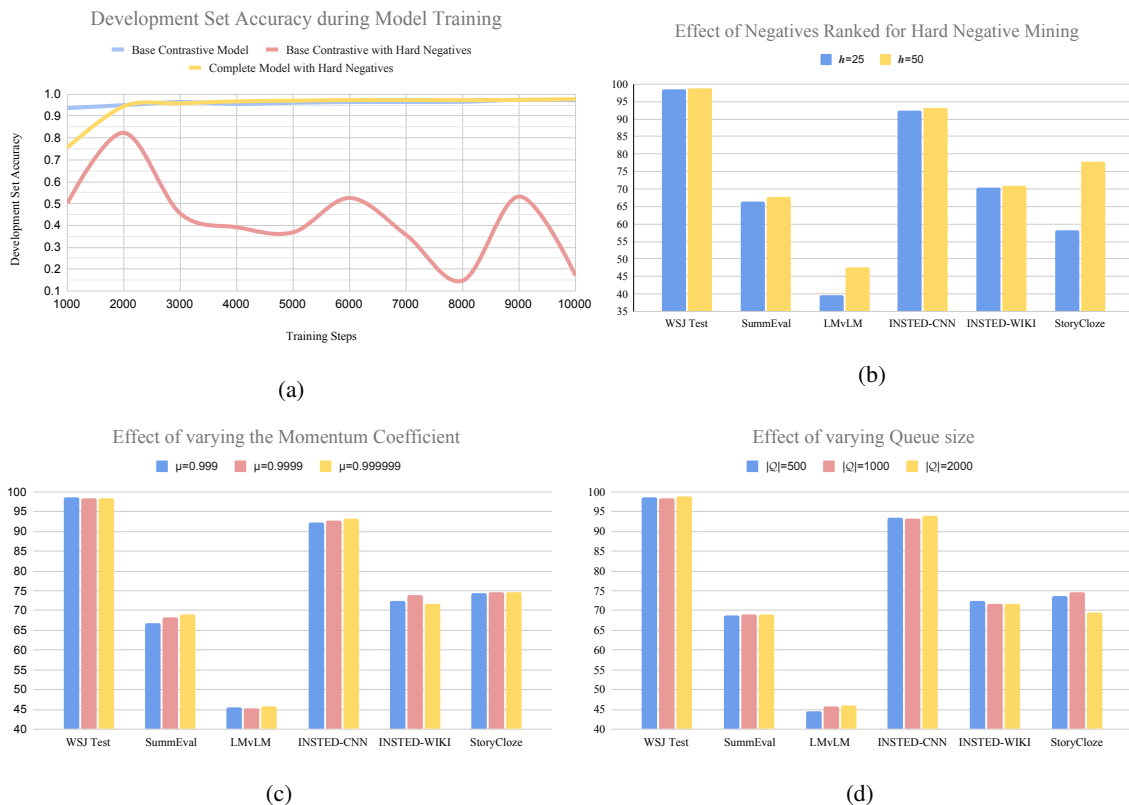 Development Set Accuracy during Model Training
Base Contrastive Model
Base Contrastive with Hard Negatives
Complete Model with Hard Negatives
Development Set Accuracy
1.0
0.9
0.8
0.7
0.6
0.5
0.4
0.3
0.2
0.1
1000 2000 3000 4000 5000 6000 7000 8000 9000 10000
Training Steps
(a)
Effect of Negatives Ranked for Hard Negative Mining
h=25 h=50
100
95
90
85
80
75
70
65
60
55
50
45
40
35
WSJ Test SummEval LMvLM INSTED-CNN INSTED-WIKI StoryCloze
(b)
Effect of varying the Momentum Coefficient
μ=0.999 μ=0.9999 μ=0.999999
100
95
90
85
80
75
70
65
60
55
50
45
40
WSJ Test SummEval LMvLM INSTED-CNN INSTED-WIKI StoryCloze
(c)
Effect of varying Queue size
|𝒬|=500 |𝒬|=1000 |𝒬|=2000
100
95
90
85
80
75
70
65
60
55
50
45
40
WSJ Test SummEval LMvLM INSTED-CNN INSTED-WIKI StoryCloze
(d)